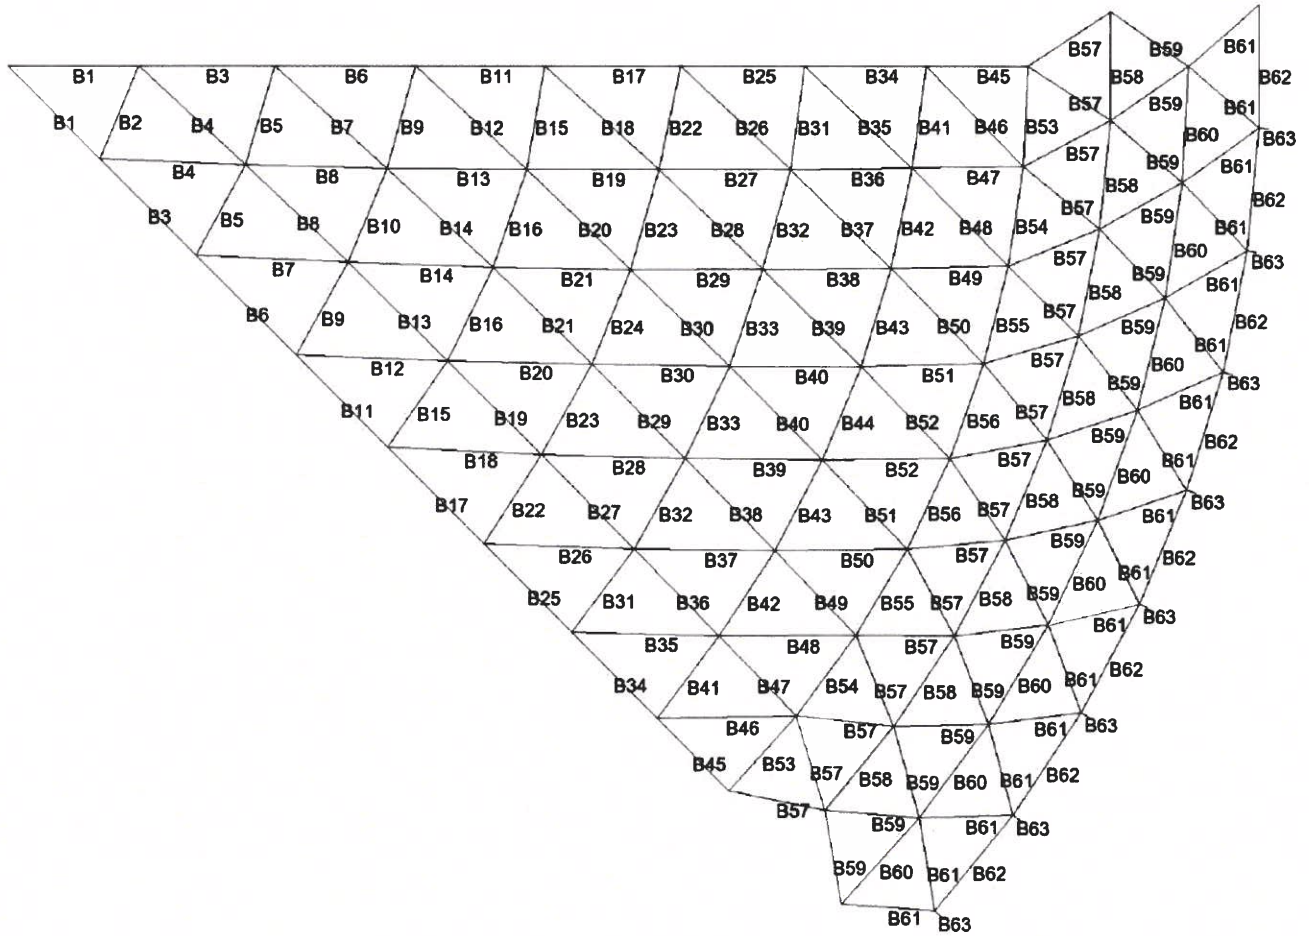 B57 B59 B61
B1 B3 B6 B11 B17 B25 B34 B45 B58 B62
B57 B59 B61
B1 B2 B4 B5 B7 B9 B12 B15 B18 B22 B26 B31 B35 B41 B46 B53 B60 B63
B57 B59 B61
B4 B8 B13 B19 B27 B36 B47 B58 B62
B3 B5 B8 B10 B14 B16 B20 B23 B28 B32 B37 B42 B48 B54 B57 B59 B61
B57 B60 B63
B7 B14 B21 B29 B38 B49 B59 B61
B58
B6 B9 B13 B16 B21 B24 B30 B33 B39 B43 B50 B55 B57 B59 B62
B61
B12 B20 B30 B40 B51 B57 B60 B63
B59
B11 B15 B19 B23 B29 B33 B40 B44 B52 B56 B57 B58 B61
B59 B62
B18 B28 B39 B52 B57 B61
B60
B17 B22 B27 B32 B38 B43 B51 B56 B57 B58 B59 B63
B61
B26 B37 B50 B57 B59 B62
B61
B25 B31 B36 B42 B49 B55 B57 B58 B59 B60
B63
B35 B48 B57 B59 B61
B34 B41 B47 B54 B57 B58 B59 B60 B61 B62
B46 B57 B59 B61 B63
B45 B53 B57 B58 B59 B60 B61 B62
B57 B59 B61 B63
B59 B60 B61 B62
B61 B63